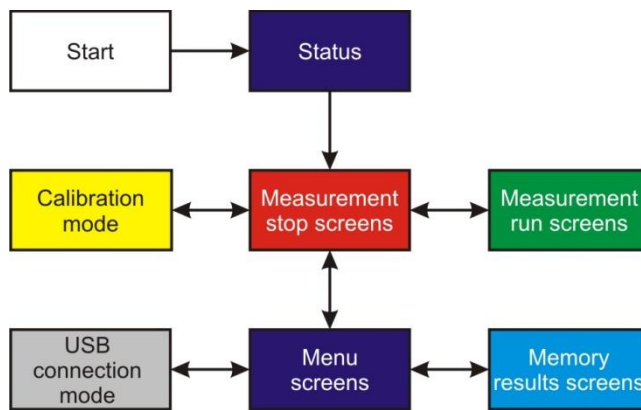 Start
Status
Calibration
mode
Measurement
stop screens
Measurement
run screens
USB
connection
mode
Menu
screens
Memory
results screens